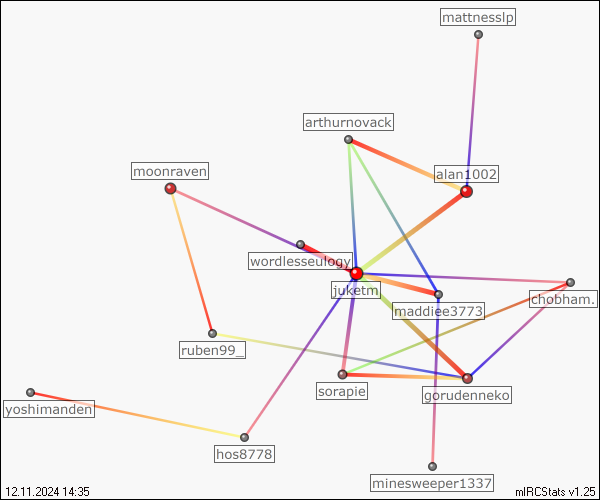 mattnesslp
arthurnovack
moonraven
alan1002
wordlesseulogy
juketm
chobham.
maddiee3773
ruben99_
sorapie
gorudenneko
yoshimanden
hos8778
minesweeper1337
12.11.2024 14:35
mIRCStats v1.25